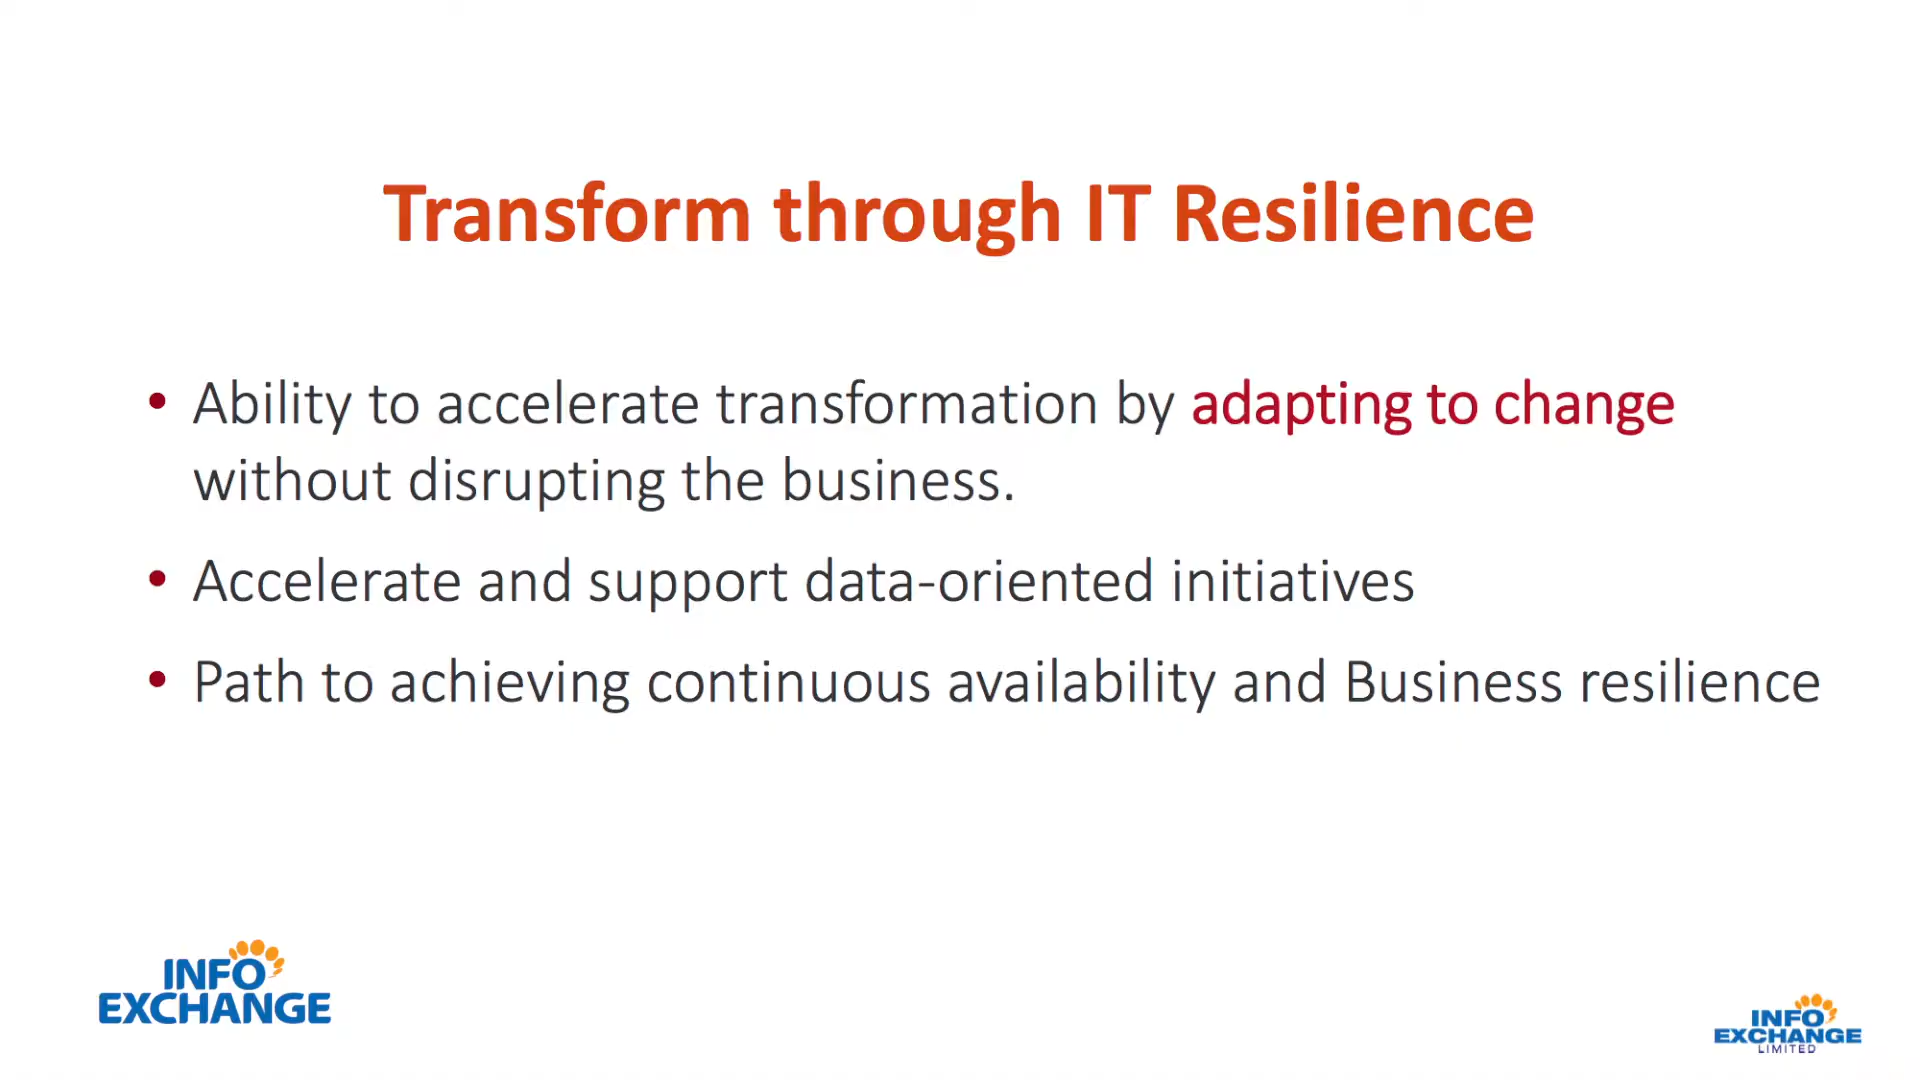 Transform through IT Resilience
• Ability to accelerate transformation by adapting to change
without disrupting the business.
• Accelerate and support data-oriented initiatives
• Path to achieving continuous availability and Business resilience
INFO
EXCHANGE
INFO
EXCHANGE
LIMITED